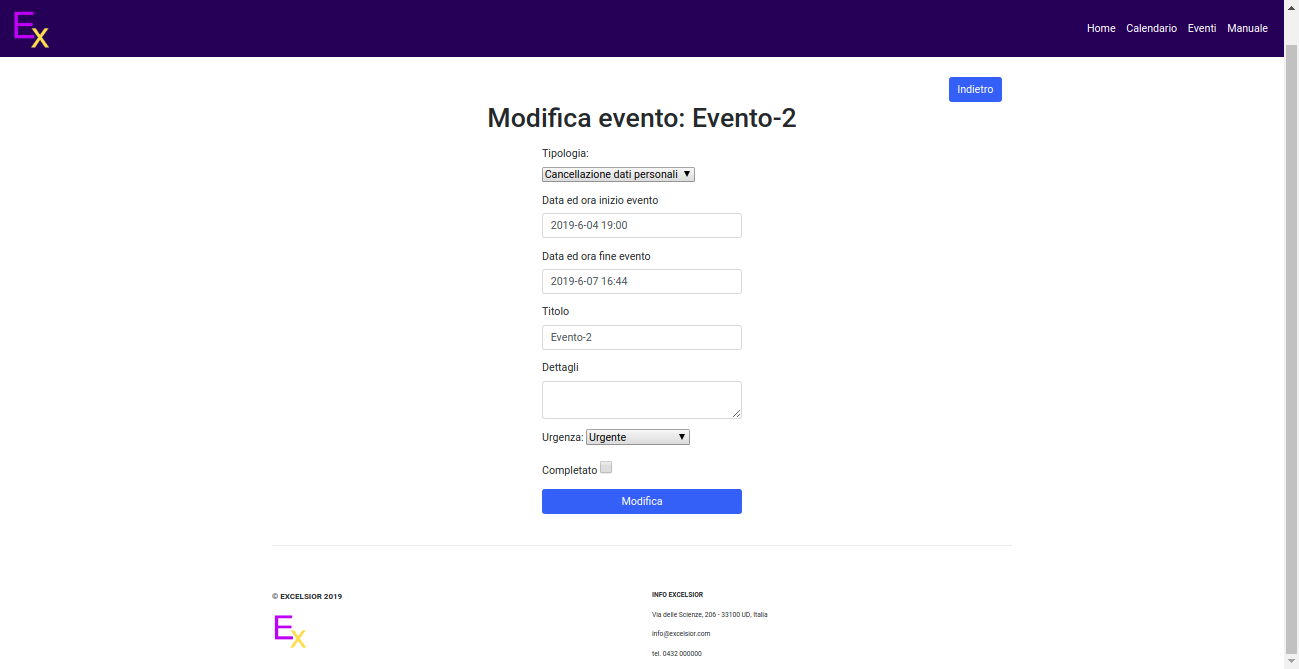 Ex
Home Calendario Eventi Manuale
Indietro
Modifica evento: Evento-2
Tipologia:
Cancellazione dati personali
Data ed ora inizio evento
2019-6-04 19:00
Data ed ora fine evento
2019-6-07 16:44
Titolo
Evento-2
Dettagli
Urgenza: Urgente
Completato
Modifica
© EXCELSIOR 2019
Ex
INFO EXCELSIOR
Via delle Scienze, 206 - 33100 UD, Italia
info@excelsior.com
tel. 0432 000000